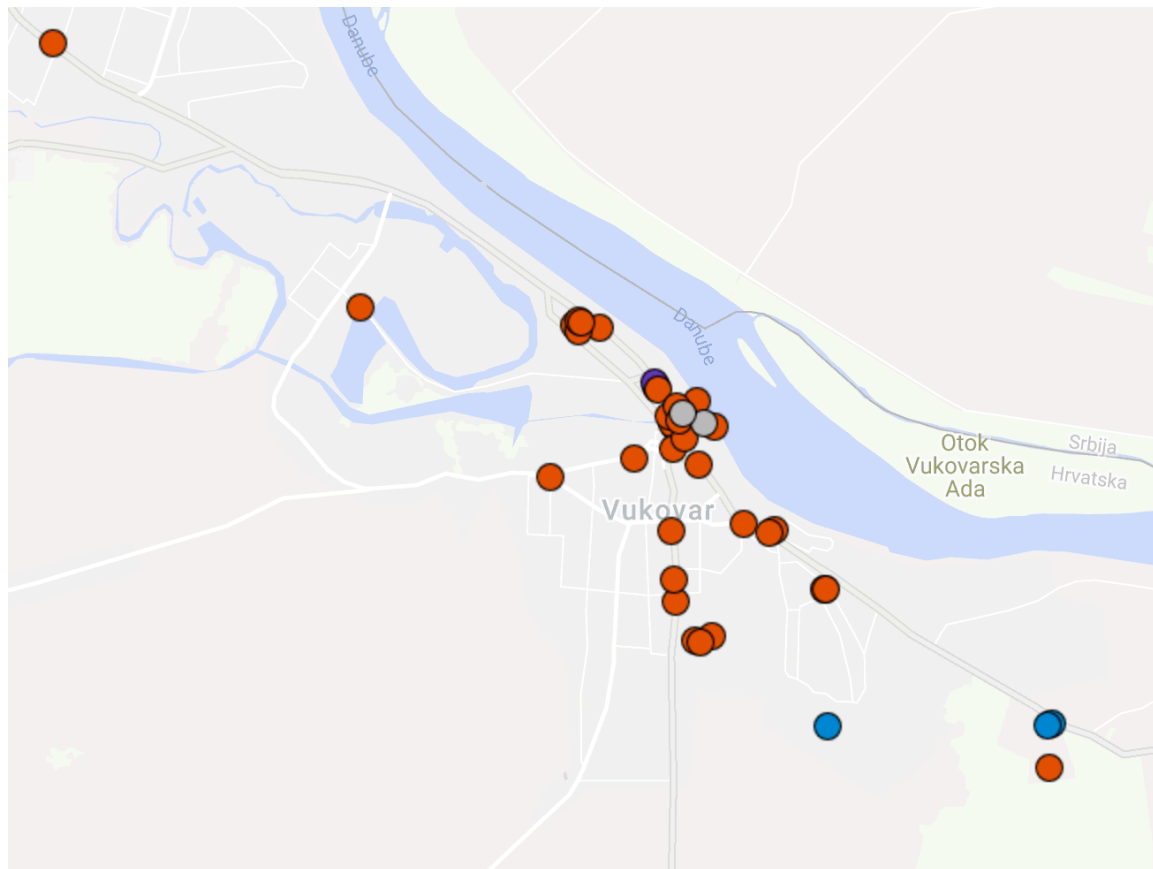 Danube
Danube
Otok
Vukovarska
Ada
Srbija
Hrvatska
Vukovar